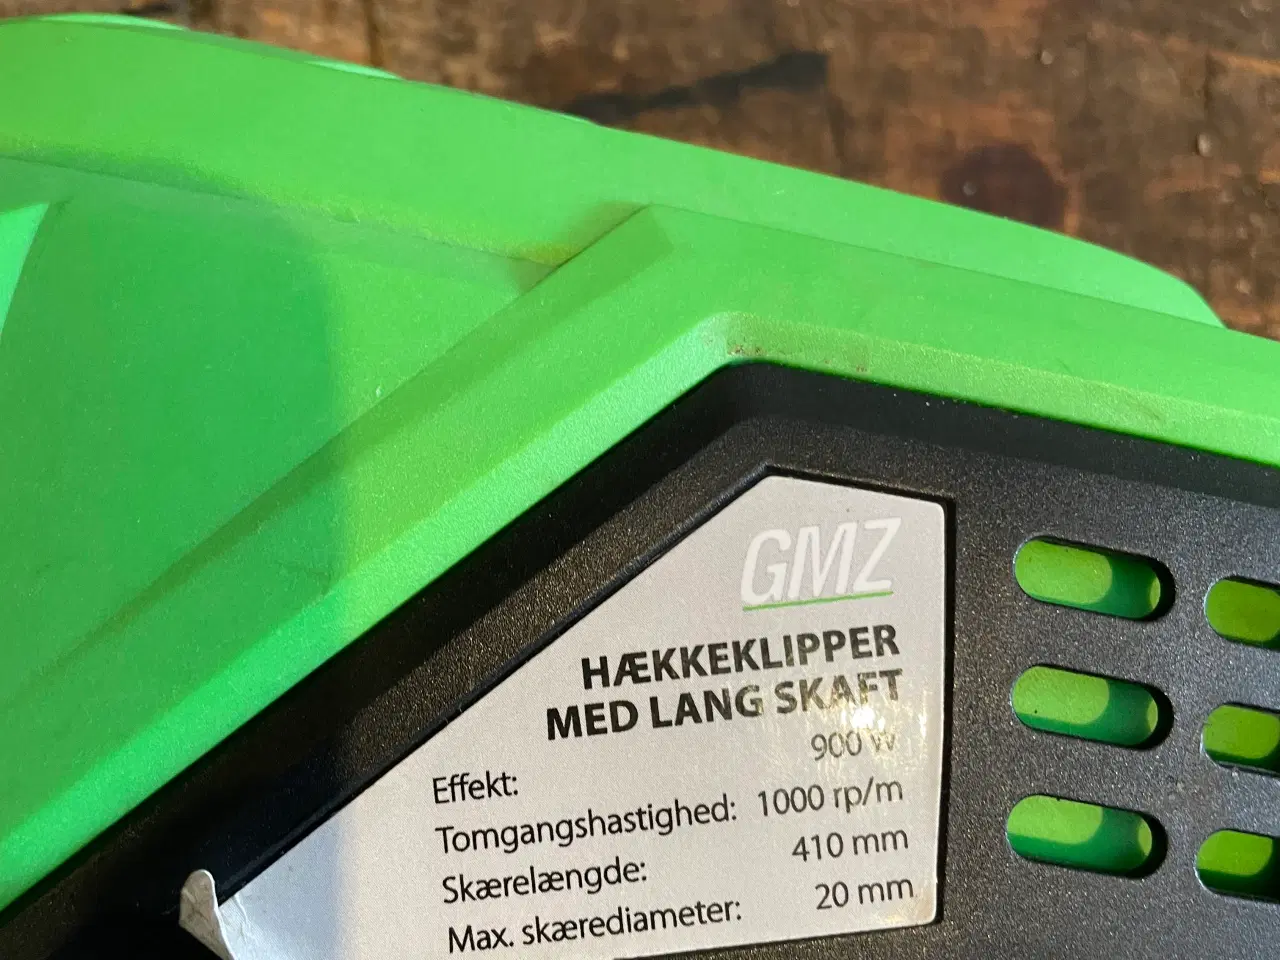 GMZ
HÆKKEKLIPPER
MED LANG SKAFT
Effekt: 900 W
Tomgangshastighed: 1000 rp/m
Skærelængde: 410 mm
Max. skærediameter: 20 mm